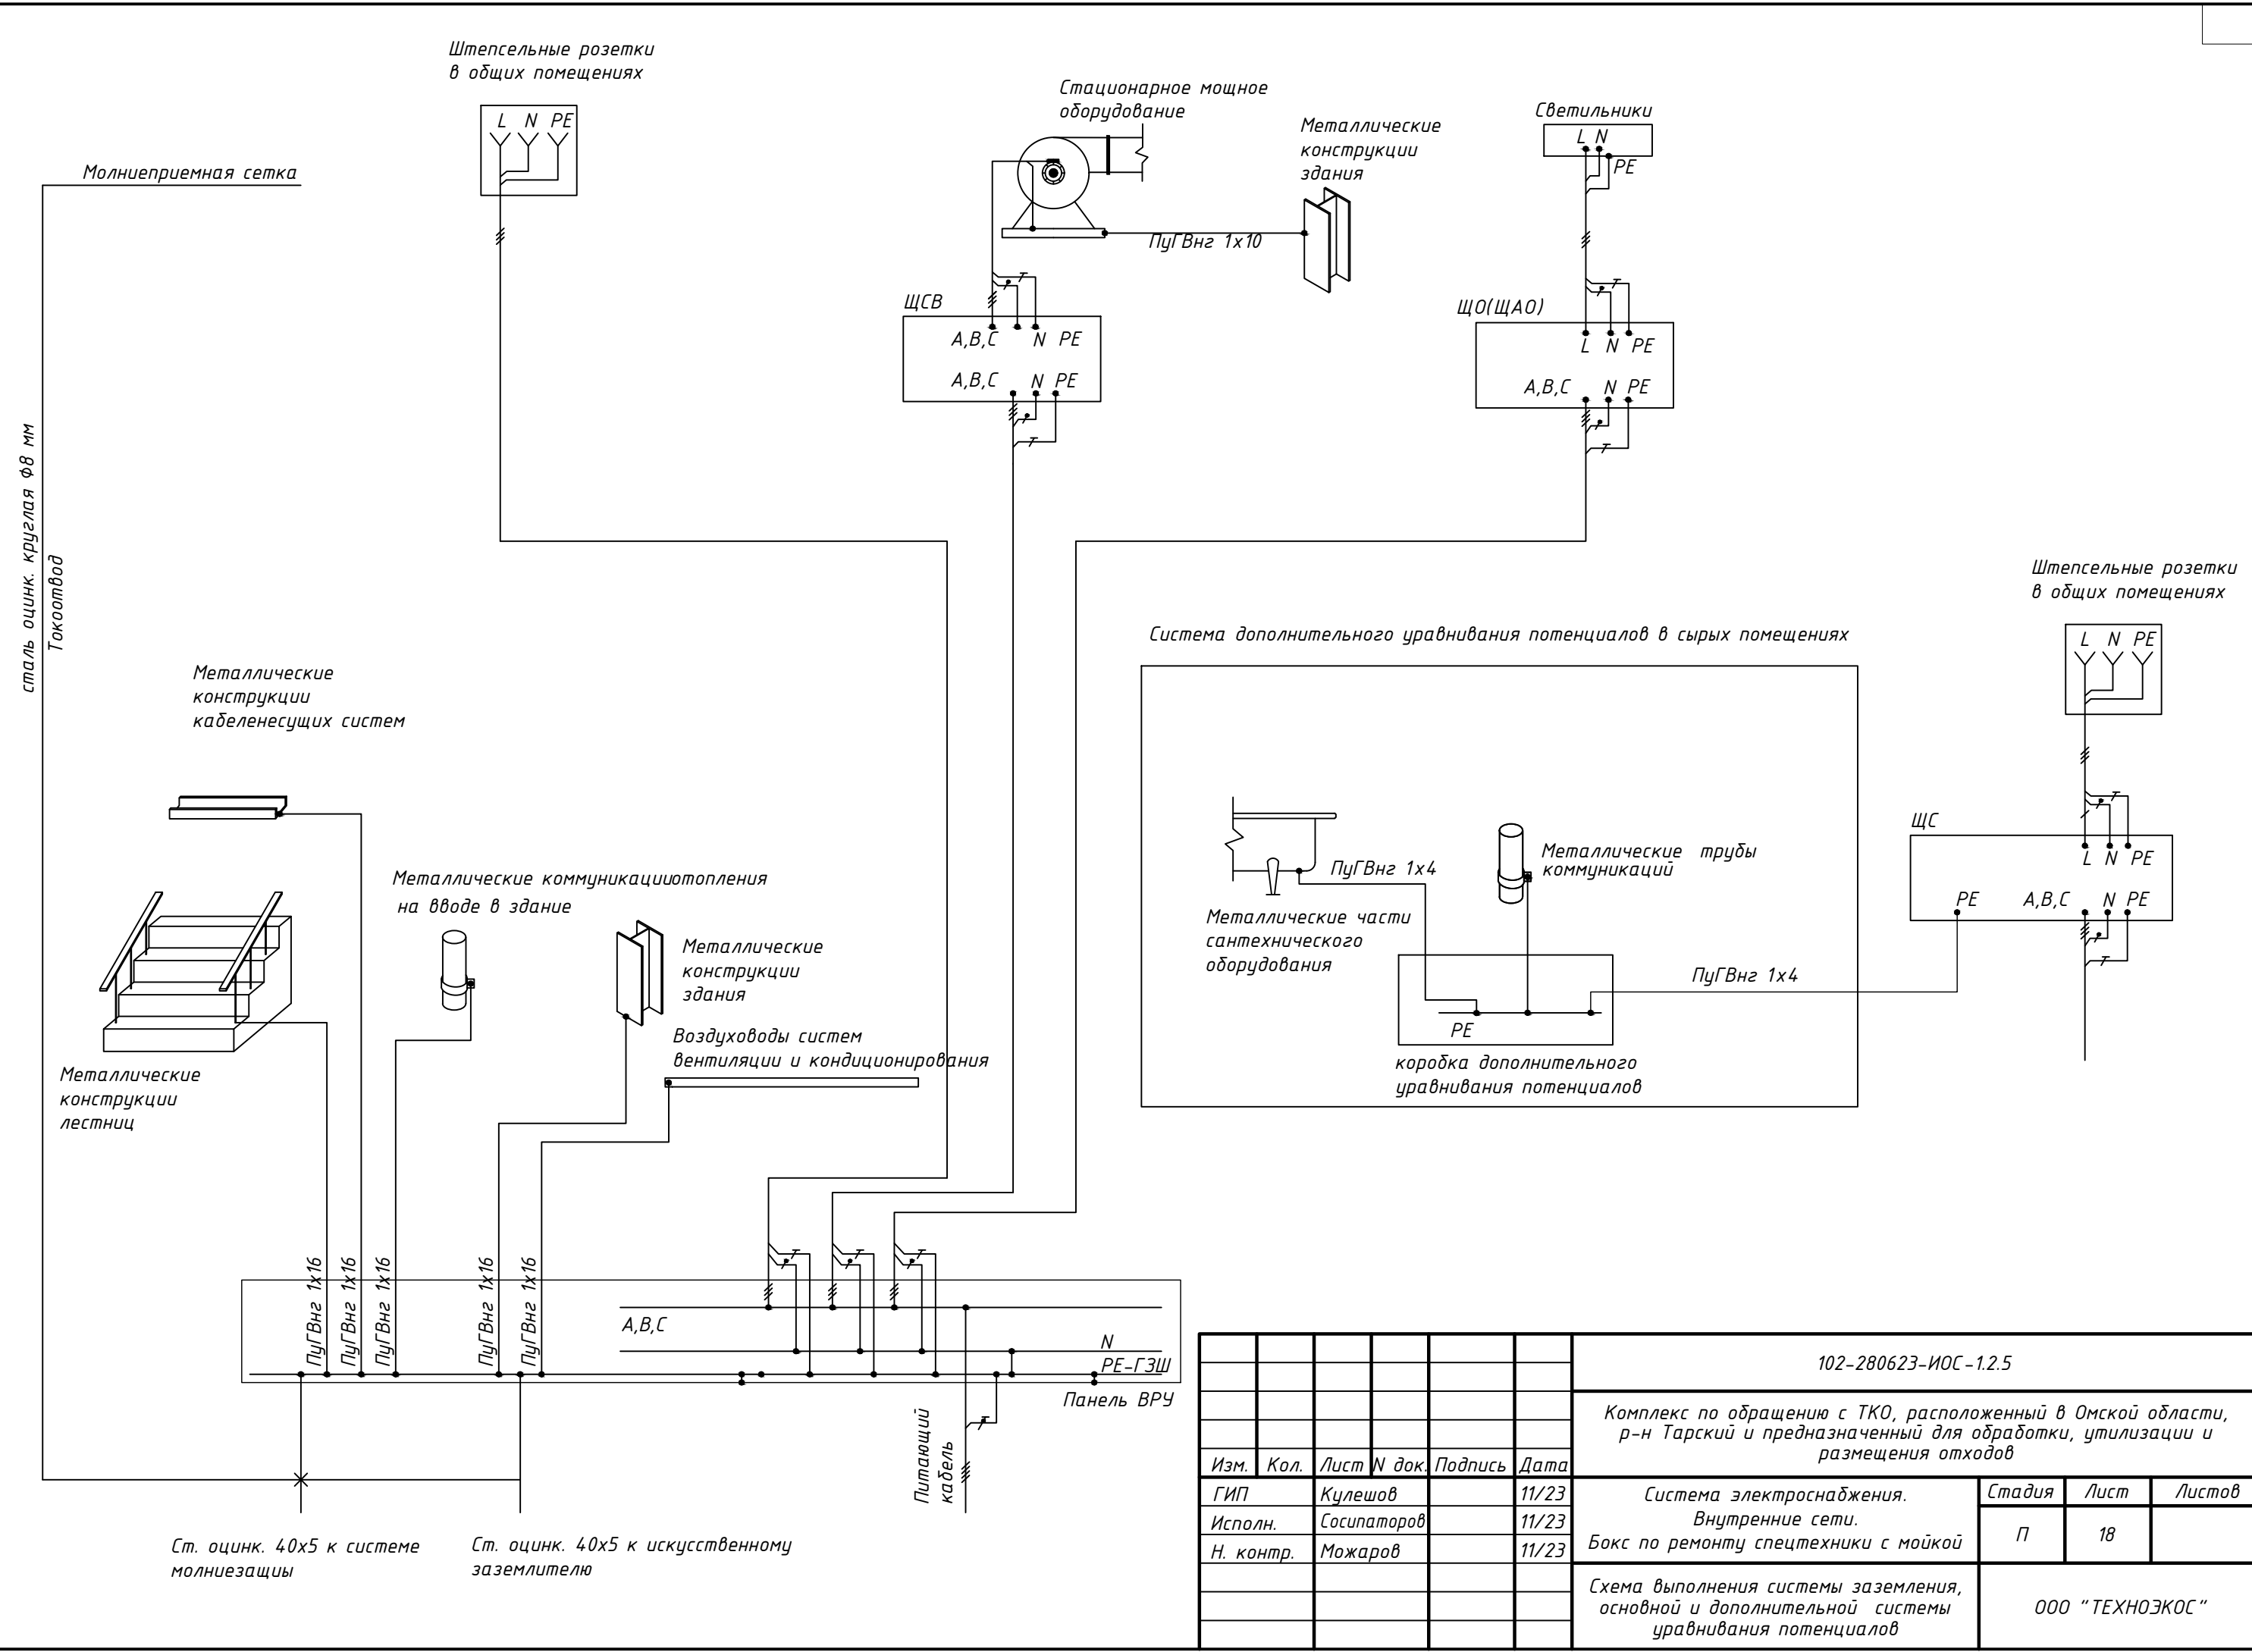 Штепсельные розетки
в общих помещениях
L N PE
Молниеприемная сетка
сталь оцинк. круглая Ф8 мм
Токоотвод
Стационарное мощное
оборудование
Металлические
конструкции
здания
ПуГВнг 1х10
ЩСВ
А,В,С N PE
А,В,С N PE
Светильники
L N
PE
ЩО(ЩАО)
L N PE
А,В,С N PE
Штепсельные розетки
в общих помещениях
L N PE
ЩС
L N PE
PE А,В,С N PE
Система дополнительного уравнивания потенциалов в сырых помещениях
ПуГВнг 1х4
Металлические трубы
коммуникаций
Металлические части
сантехнического
оборудования
ПуГВнг 1х4
PE
коробка дополнительного
уравнивания потенциалов
Металлические
конструкции
кабеленесущих систем
Металлические коммуникацииотопления
на вводе в здание
Металлические
конструкции
здания
Воздуховоды систем
вентиляции и кондиционирования
Металлические
конструкции
лестниц
ПуГВнг 1х16
ПуГВнг 1х16
ПуГВнг 1х16
ПуГВнг 1х16
ПуГВнг 1х16
А,В,С
N
РЕ-ГЗШ
Панель ВРУ
Питающий
кабель
Ст. оцинк. 40х5 к системе
молниезащиы
Ст. оцинк. 40х5 к искусственному
заземлителю
102-280623-ИОС-1.2.5
Комплекс по обращению с ТКО, расположенный в Омской области,
р-н Тарский и предназначенный для обработки, утилизации и
размещения отходов
Изм. Кол. Лист N док. Подпись Дата
ГИП Кулешов 11/23
Исполн. Сосипаторов 11/23
Н. контр. Можаров 11/23
Система электроснабжения.
Внутренние сети.
Бокс по ремонту спецтехники с мойкой
Стадия Лист Листов
П 18
Схема выполнения системы заземления,
основной и дополнительной системы
уравнивания потенциалов
ООО "ТЕХНОЭКОС"